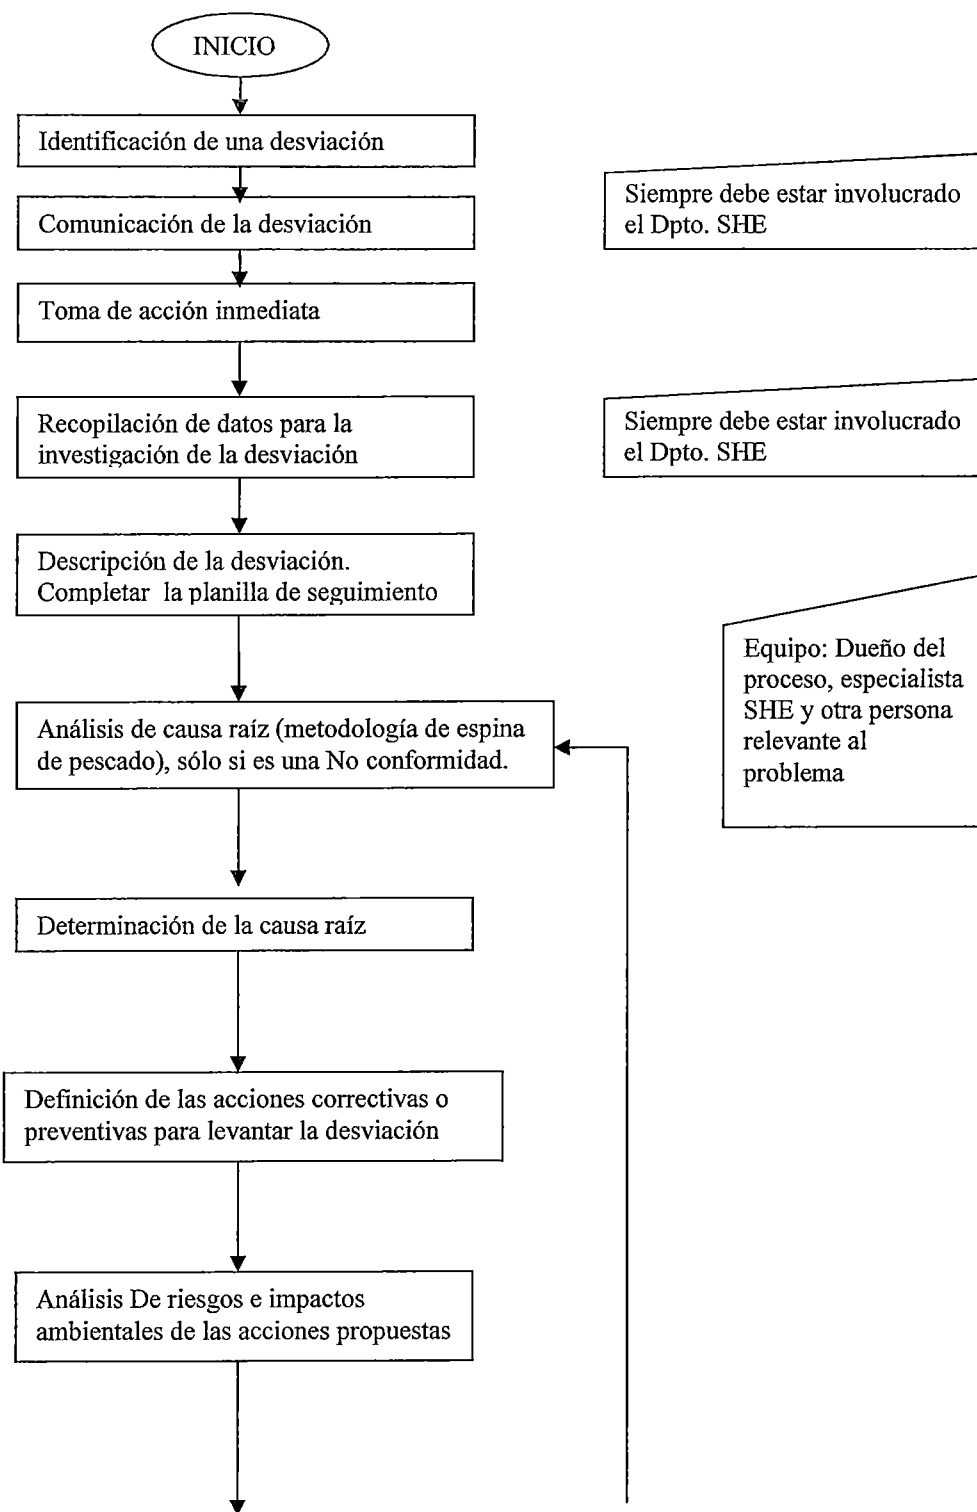 INICIO
Identificación de una desviación
Comunicación de la desviación
Siempre debe estar involucrado
el Dpto. SHE
Toma de acción inmediata
Recopilación de datos para la
investigación de la desviación
Siempre debe estar involucrado
el Dpto. SHE
Descripción de la desviación.
Completar la planilla de seguimiento
Equipo: Dueño del
proceso, especialista
SHE y otra persona
relevante al
problema
Análisis de causa raíz (metodología de espina
de pescado), sólo si es una No conformidad.
Determinación de la causa raíz
Definición de las acciones correctivas o
preventivas para levantar la desviación
Análisis De riesgos e impactos
ambientales de las acciones propuestas